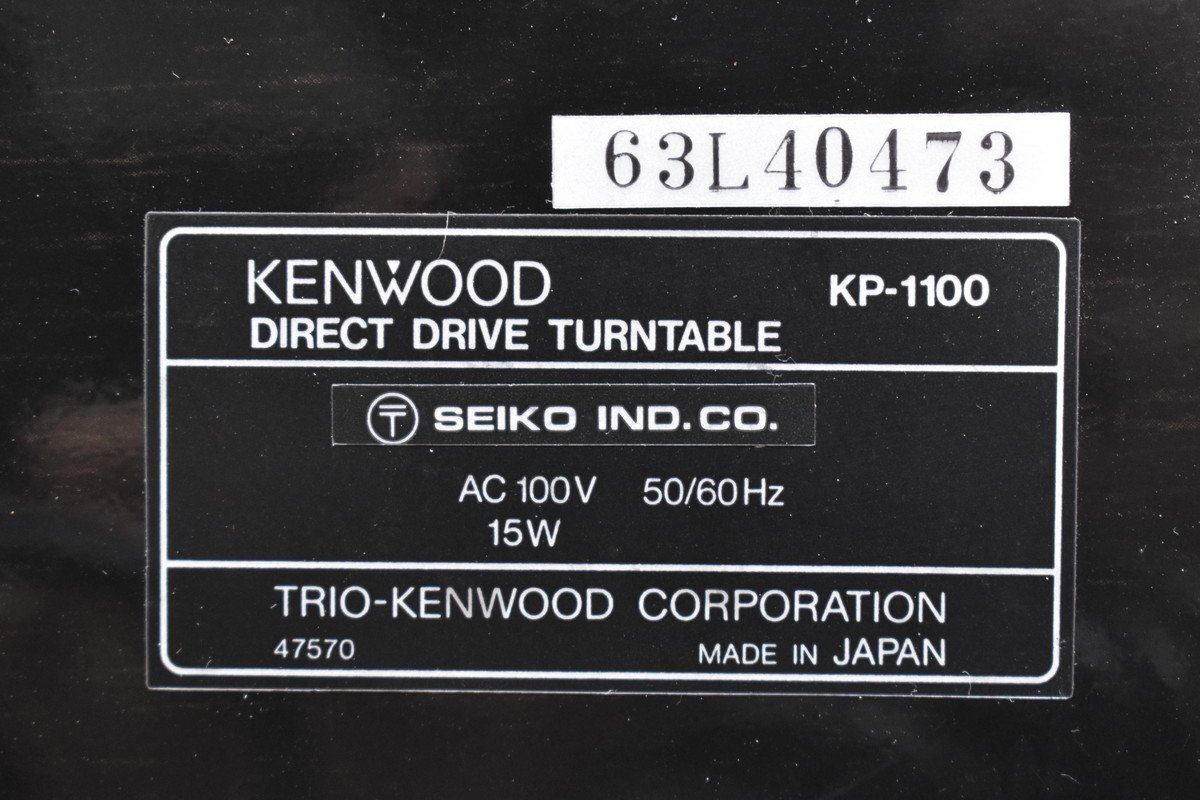 63L40473
KENWOOD KP-1100
DIRECT DRIVE TURNTABLE
〶 SEIKO IND.CO.
AC 100V 50/60Hz
15W
TRIO-KENWOOD CORPORATION
47570 MADE IN JAPAN